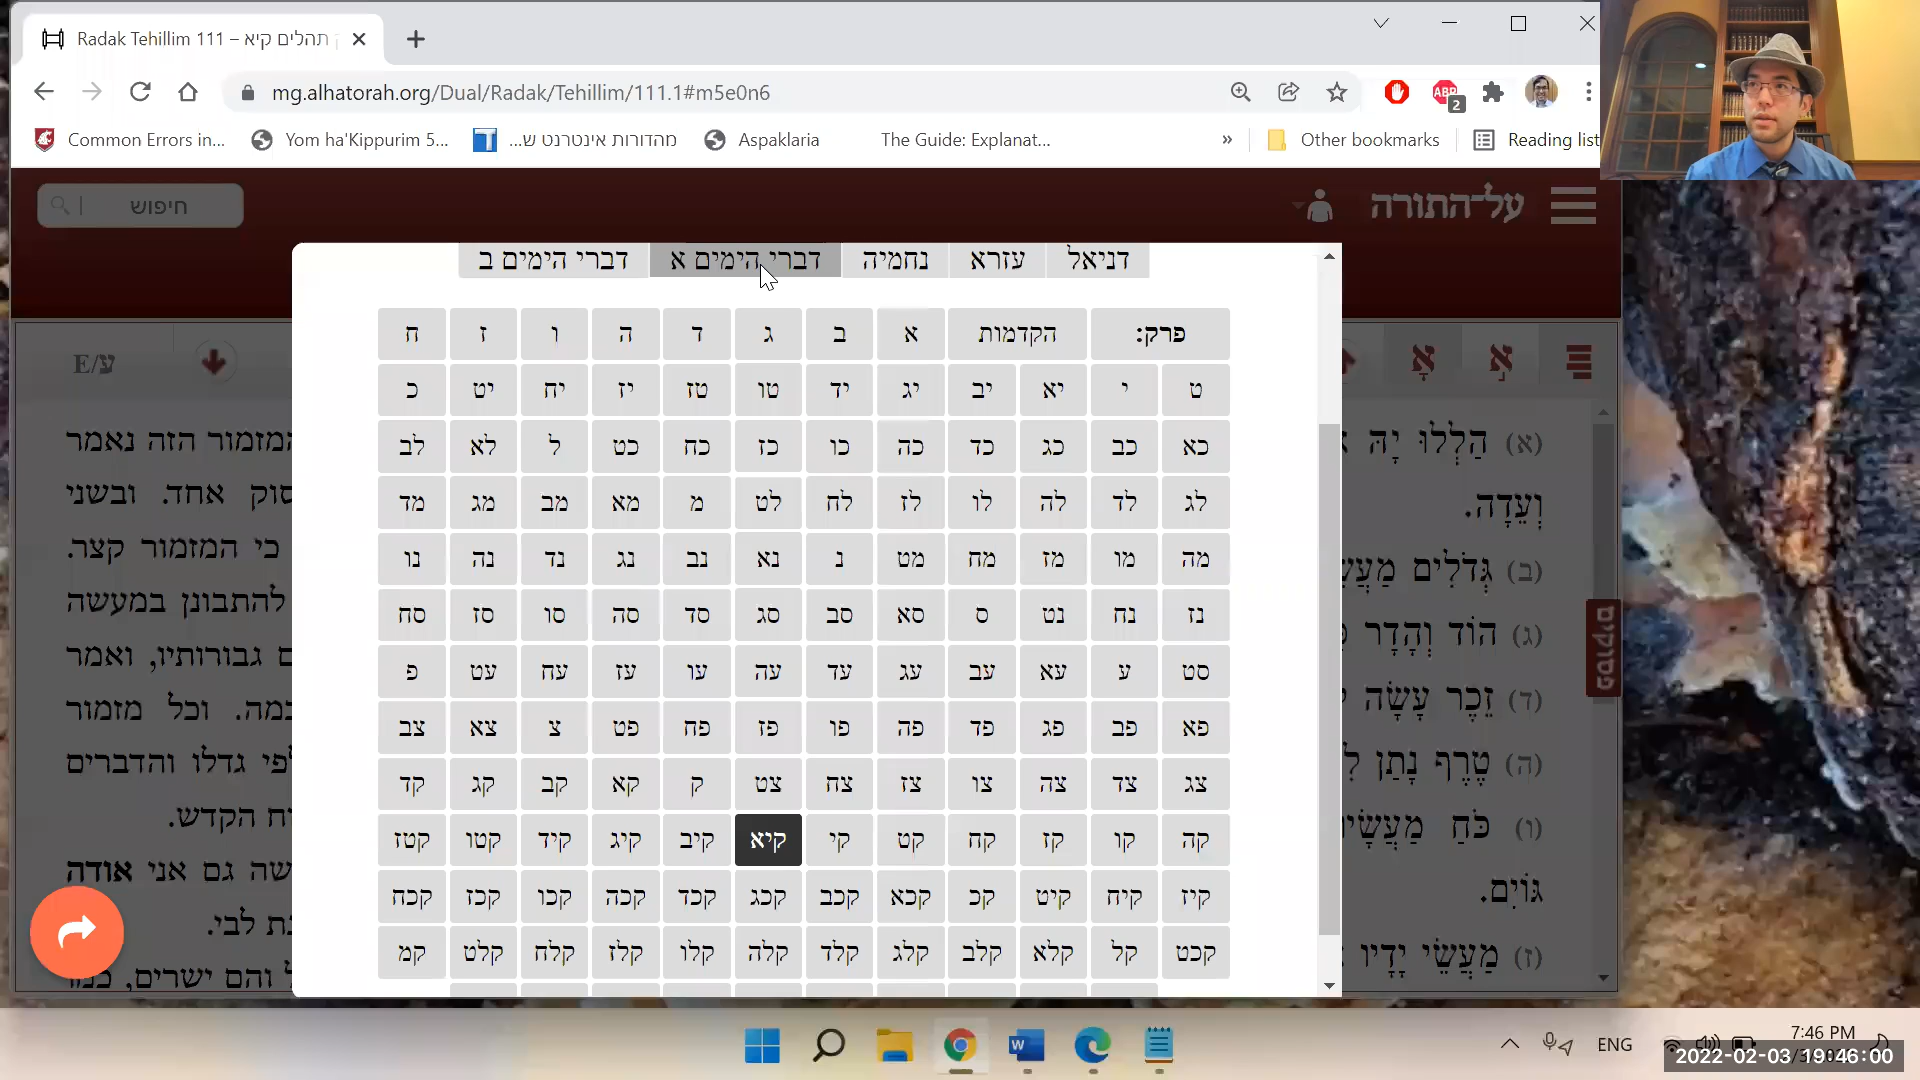 Radak Tehillim 111 – ק תהלים קיא
mg.alhatorah.org/Dual/Radak/Tehillim/111.1#m5e0n6
ABP
2
Common Errors in...
Yom ha'Kippurim 5...
מהדורות אינטרנט ש...
Aspaklaria
The Guide: Explanat...
»
Other bookmarks
Reading list
חיפוש
על־התורה
דניאל עזרא נחמיה דברי הימים א דברי הימים ב
פרק: הקדמות א ב ג ד ה ו ז ח
ט י יא יב יג יד טו טז יז יח יט כ
כא כב כג כד כה כו כז כח כט ל לא לב
לג לד לה לו לז לח לט מ מא מב מג מד
מה מו מז מח מט נ נא נב נג נד נה נו
נז נח נט ס סא סב סג סד סה סו סז סח
סט ע עא עב עג עד עה עו עז עח עט פ
פא פב פג פד פה פו פז פח פט צ צא צב
צג צד צה צו צז צח צט ק קא קב קג קד
קה קו קז קח קט קי קיא קיב קיג קיד קטו קטז
קיז קיח קיט קכ קכא קכב קכג קכד קכה קכו קכז קכח
קכט קל קלא קלב קלג קלד קלה קלו קלז קלח קלט קמ
אָ אָ
(א) הַלְלוּ יָהּ
וְעֵדָה.
(ב) גְּדֹלִים מַעֲשֵׂ
(ג) הוֹד וְהָדָר
(ד) זֵכֶר עָשָׂה
(ה) טֶרֶף נָתַן
(ו) כֹּחַ מַעֲשָׂיו
גּוֹיִם.
(ז) מַעֲשֵׂי יָדָיו
פסוקים
E/ע
המזמור הזה נאמר
סוק אחד. ובשני
כי המזמור קצר.
להתבונן במעשה
ם גבורותיו, ואמר
כמה. וכל מזמור
לפי גדלו והדברים
וח הקדש.
שה גם אני אודה
ת לבי.
ל והם ישרים, כמו
ENG
7:46 PM
2022-02-03 19:46:00